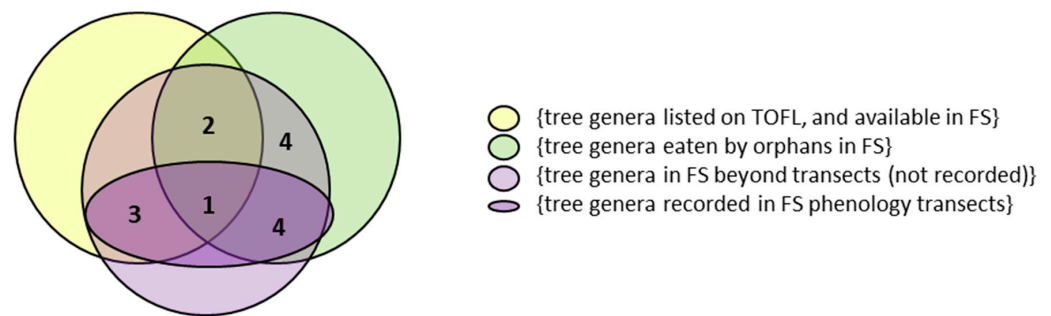 2
4
3
1
4
{tree genera listed on TOFL, and available in FS}
{tree genera eaten by orphans in FS}
{tree genera in FS beyond transects (not recorded)}
{tree genera recorded in FS phenology transects}